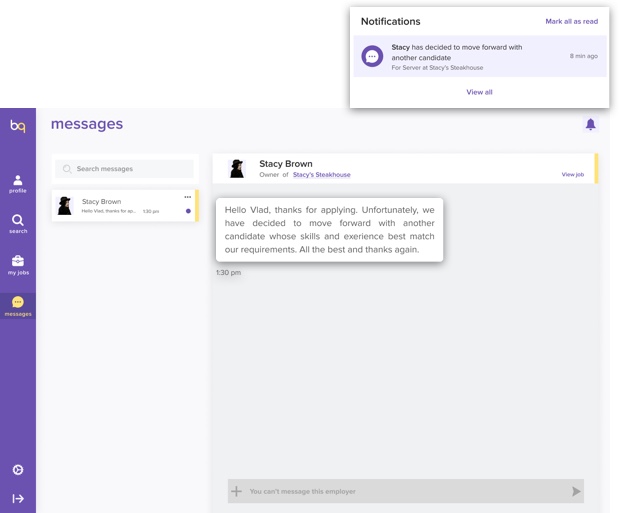 Notifications
Mark all as read
Stacy has decided to move forward with
another candidate
8 min ago
For Server at Stacy's Steakhouse
View all
bq
messages
Search messages
Stacy Brown
Owner of Stacy's Steakhouse
View job
profile
search
my jobs
messages
Stacy Brown
Hello Vlad, thanks for ap...
1:30 pm
Hello Vlad, thanks for applying. Unfortunately, we
have decided to move forward with another
candidate whose skills and exerience best match
our requirements. All the best and thanks again.
1:30 pm
You can't message this employer